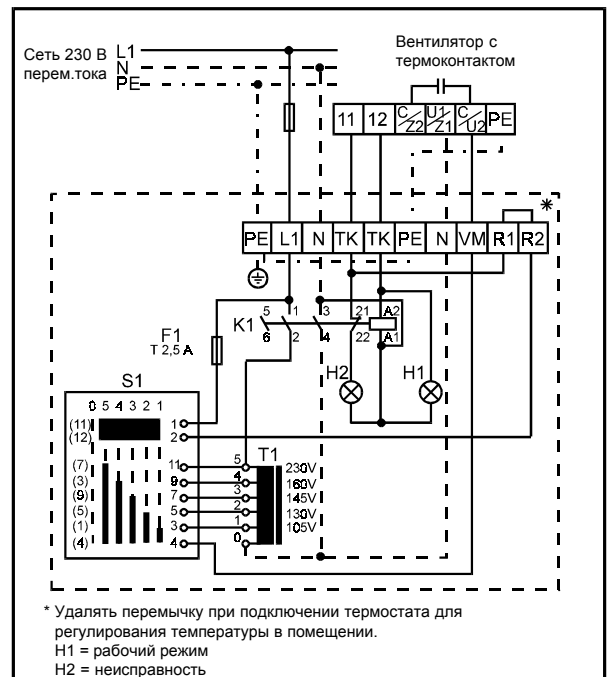 Сеть 230 В
перем.тока
L1
N
PE
Вентилятор с
термоконтактом
11 12 C/Z2 U1/Z1 C/U2 PE
*
PE L1 N TK TK PE N VM R1 R2
F1
T 2,5 A
K1
5 1 3 21 A2
6 2 4 22 A1
H2 H1
S1
0 5 4 3 2 1
(11) 1
(12) 2
T1
(7) 11 5 230V
(3) 9 4 160V
(9) 7 3 145V
(5) 5 2 130V
(1) 3 1 105V
(4) 4 0
* Удалять перемычку при подключении термостата для
регулирования температуры в помещении.
H1 = рабочий режим
H2 = неисправность